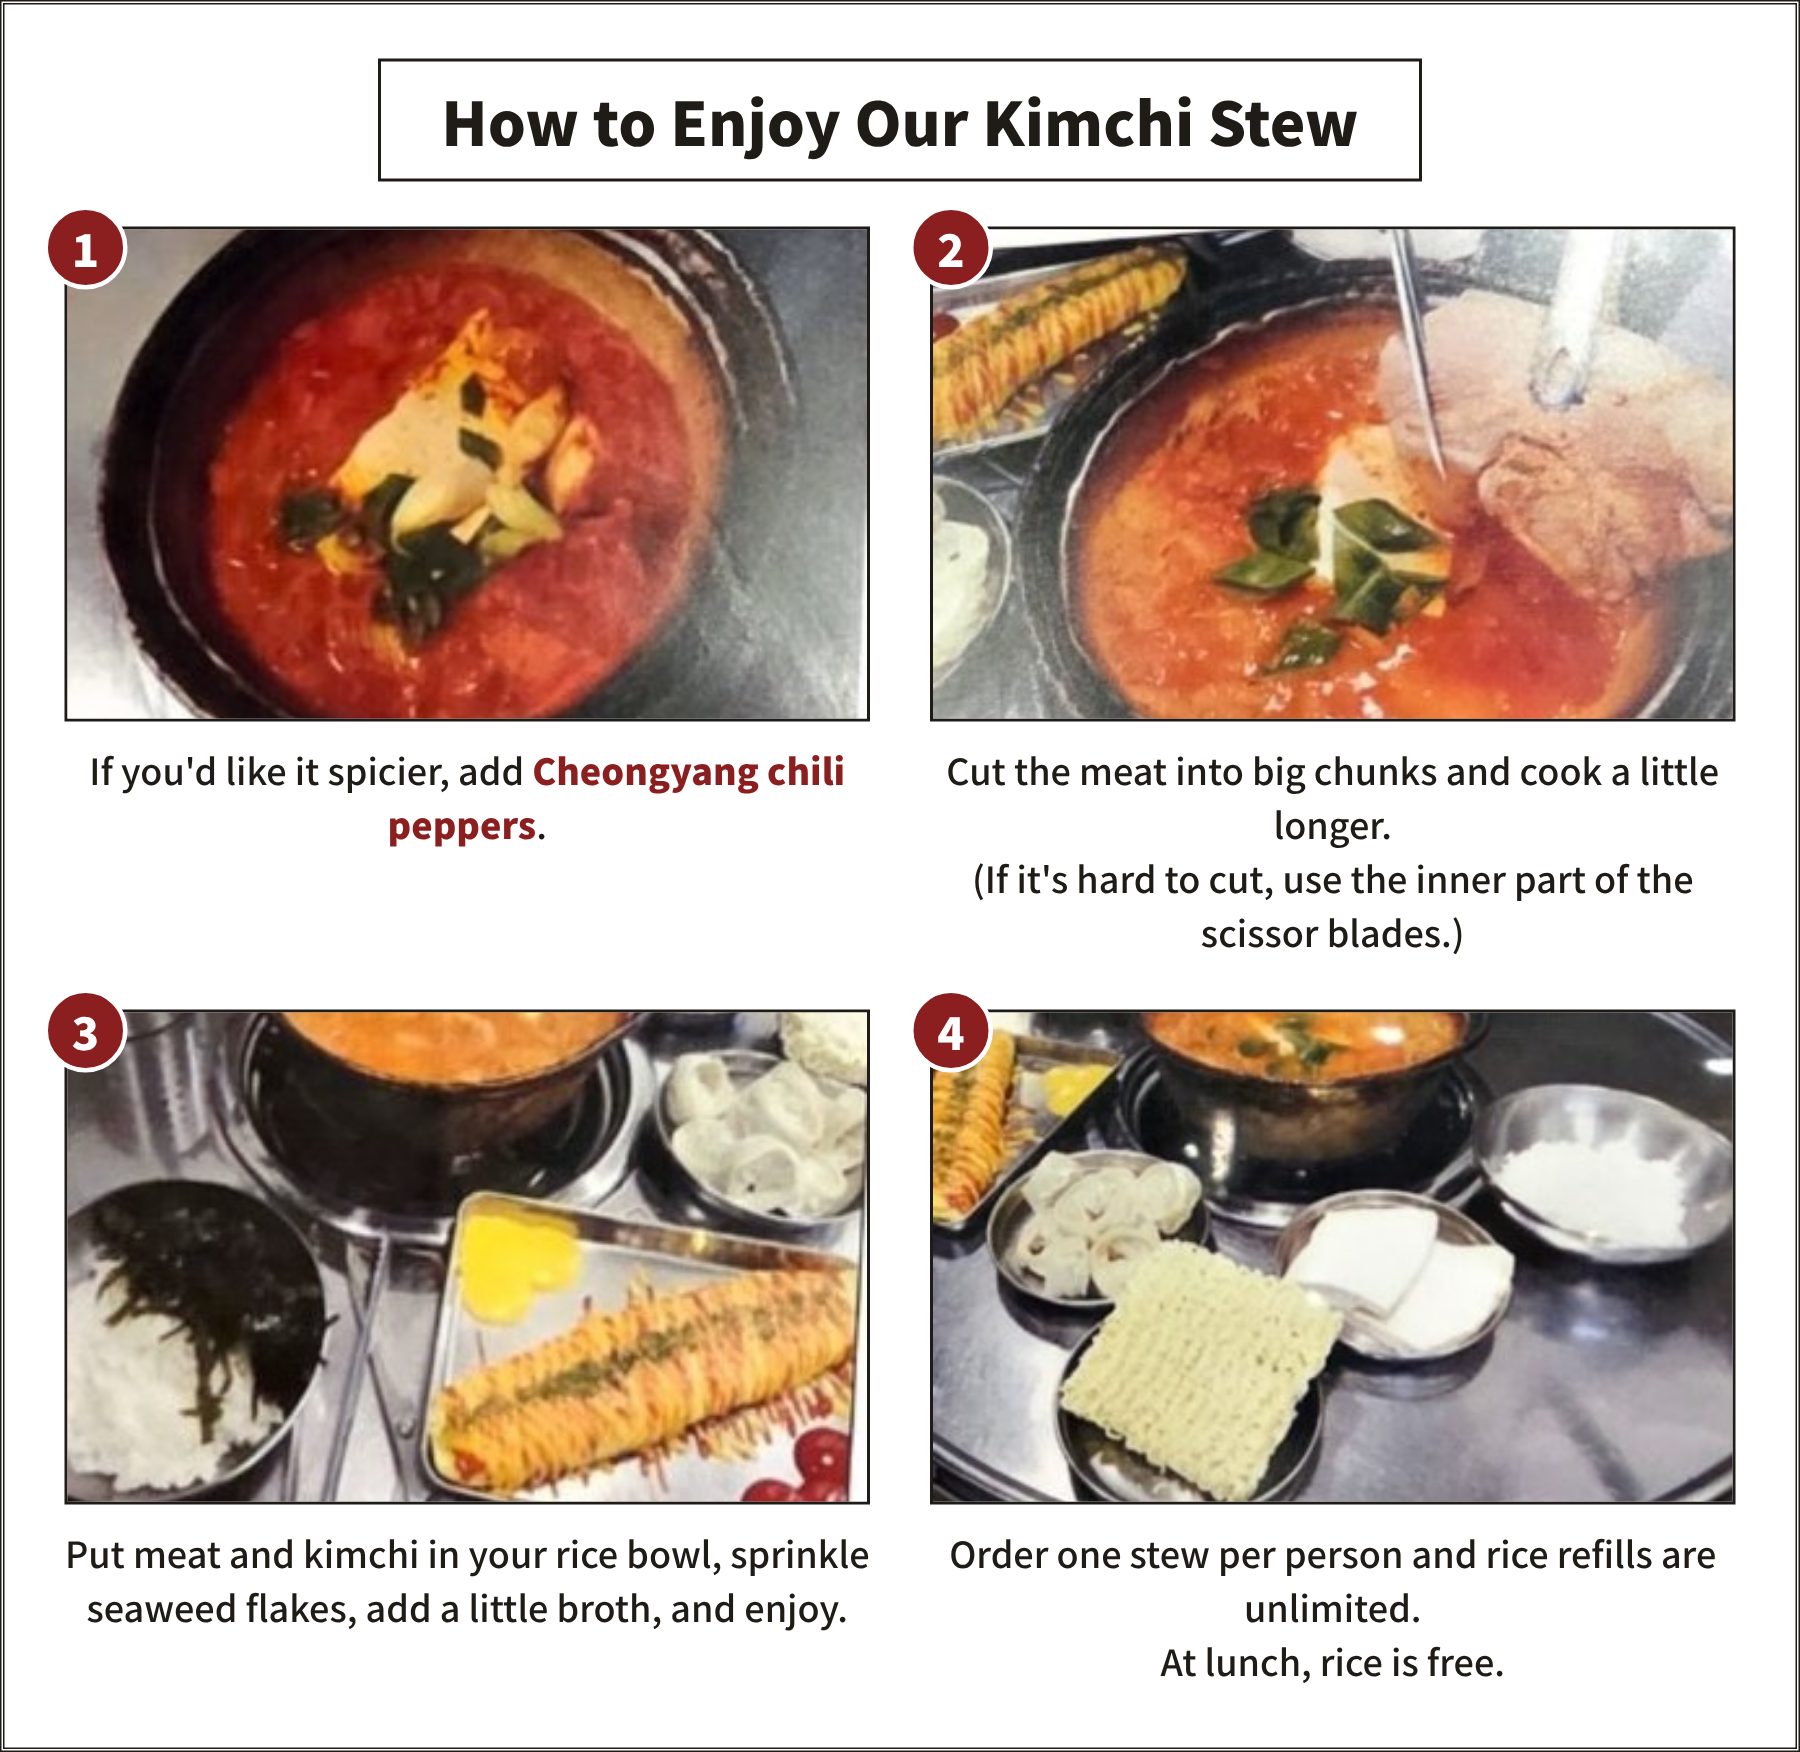 How to Enjoy Our Kimchi Stew
1
2
If you'd like it spicier, add Cheongyang chili
peppers.
Cut the meat into big chunks and cook a little
longer.
(If it's hard to cut, use the inner part of the
scissor blades.)
3
4
Put meat and kimchi in your rice bowl, sprinkle
seaweed flakes, add a little broth, and enjoy.
Order one stew per person and rice refills are
unlimited.
At lunch, rice is free.